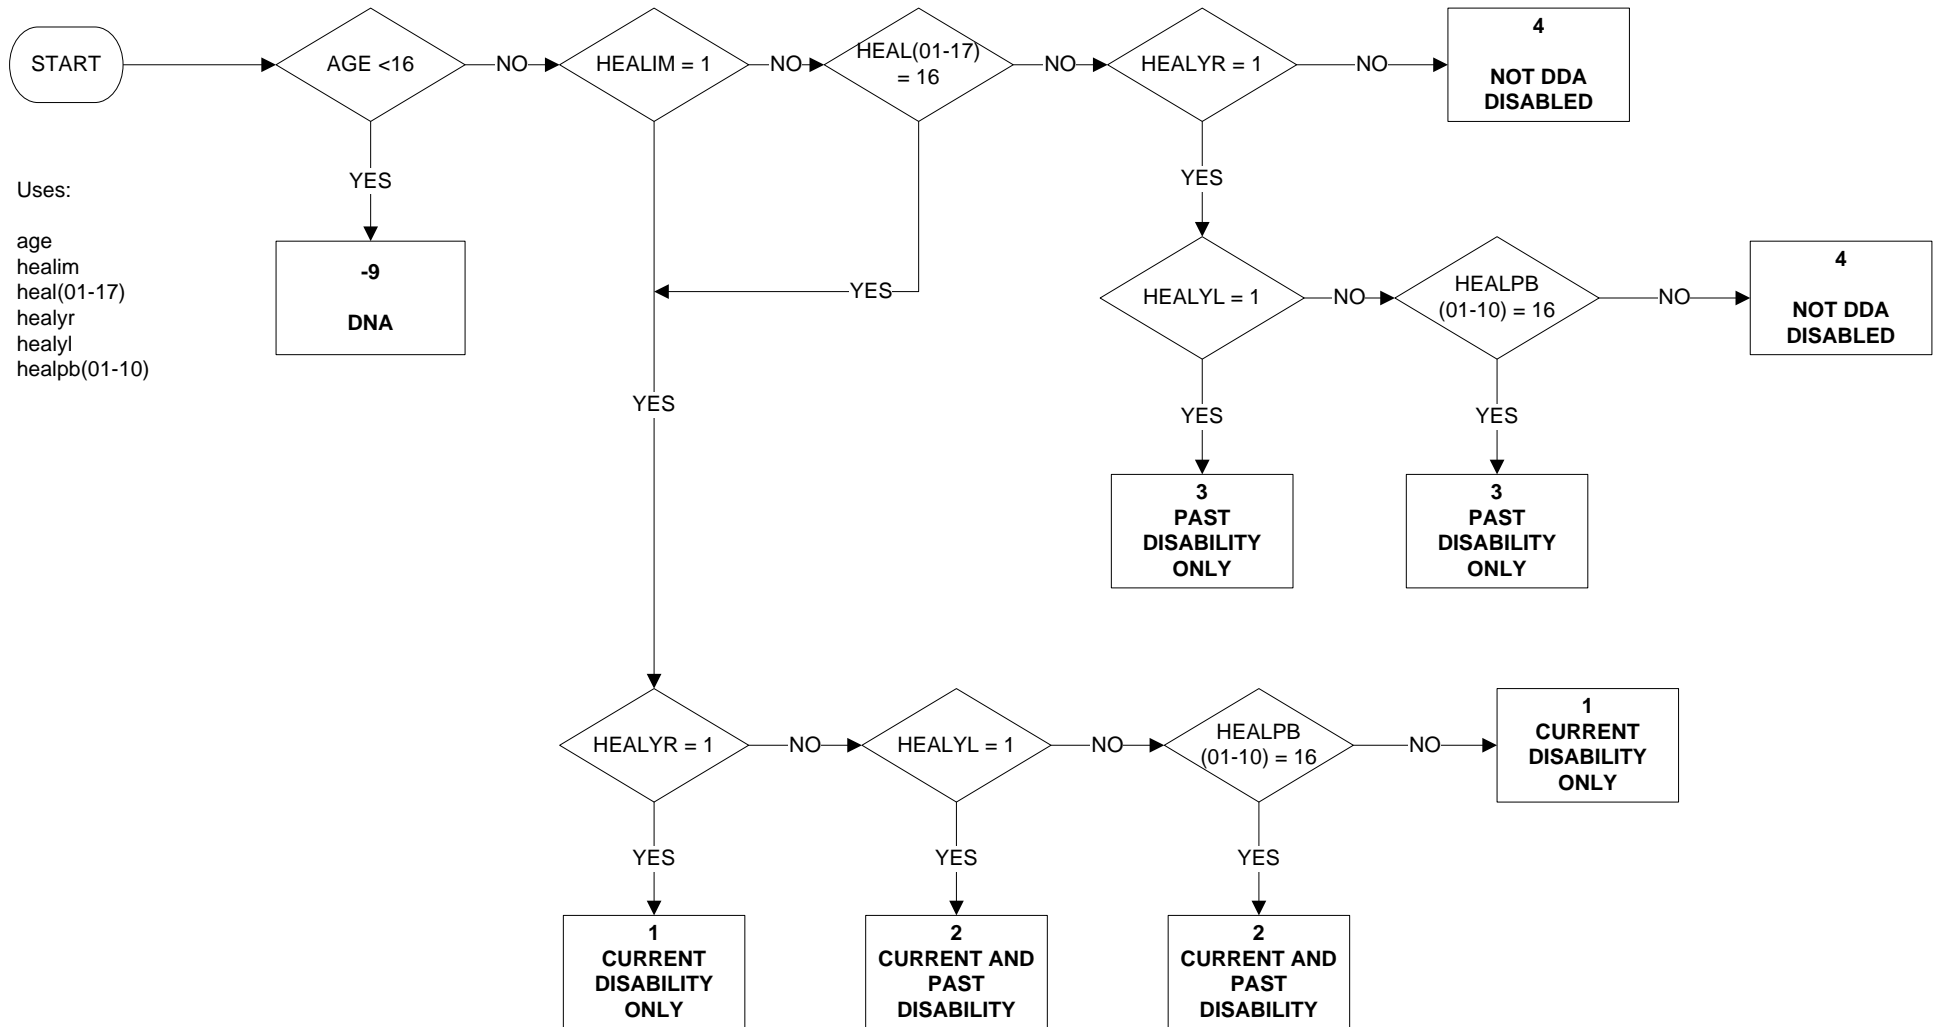 START
AGE <16
NO
HEALIM = 1
NO
HEAL(01-17)
= 16
NO
HEALYR = 1
NO
4
NOT DDA
DISABLED
YES
YES
Uses:
age
healim
heal(01-17)
healyr
healyl
healpb(01-10)
-9
DNA
YES
HEALYL = 1
NO
HEALPB
(01-10) = 16
NO
4
NOT DDA
DISABLED
YES
YES
YES
3
PAST
DISABILITY
ONLY
3
PAST
DISABILITY
ONLY
HEALYR = 1
NO
HEALYL = 1
NO
HEALPB
(01-10) = 16
NO
1
CURRENT
DISABILITY
ONLY
YES
YES
YES
1
CURRENT
DISABILITY
ONLY
2
CURRENT AND
PAST
DISABILITY
2
CURRENT AND
PAST
DISABILITY